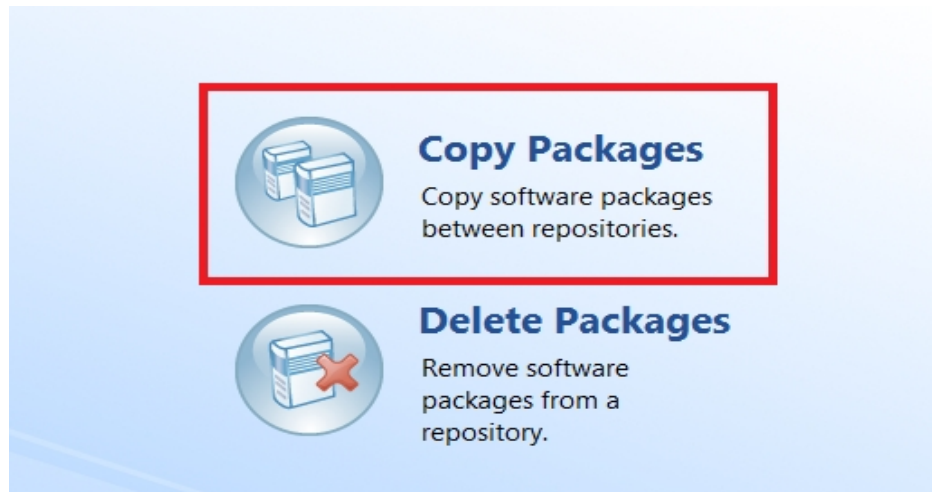 Copy Packages
Copy software packages
between repositories.
Delete Packages
Remove software
packages from a
repository.